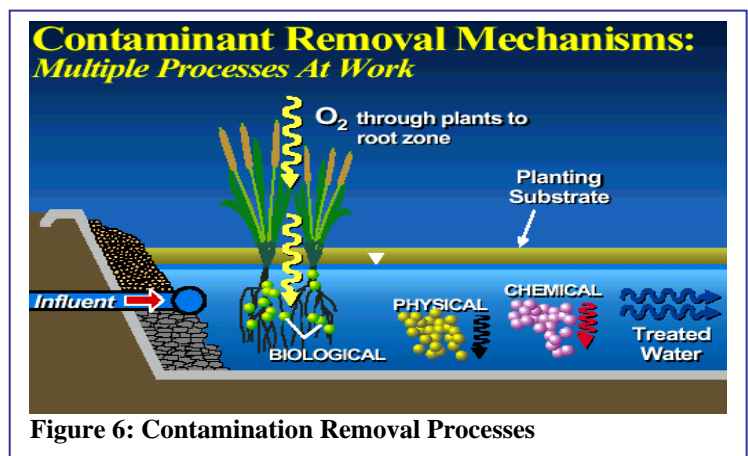 Contaminant Removal Mechanisms:
Multiple Processes At Work
O2 through plants to
root zone
Planting
Substrate
Influent
BIOLOGICAL
PHYSICAL
CHEMICAL
Treated
Water
Figure 6: Contamination Removal Processes